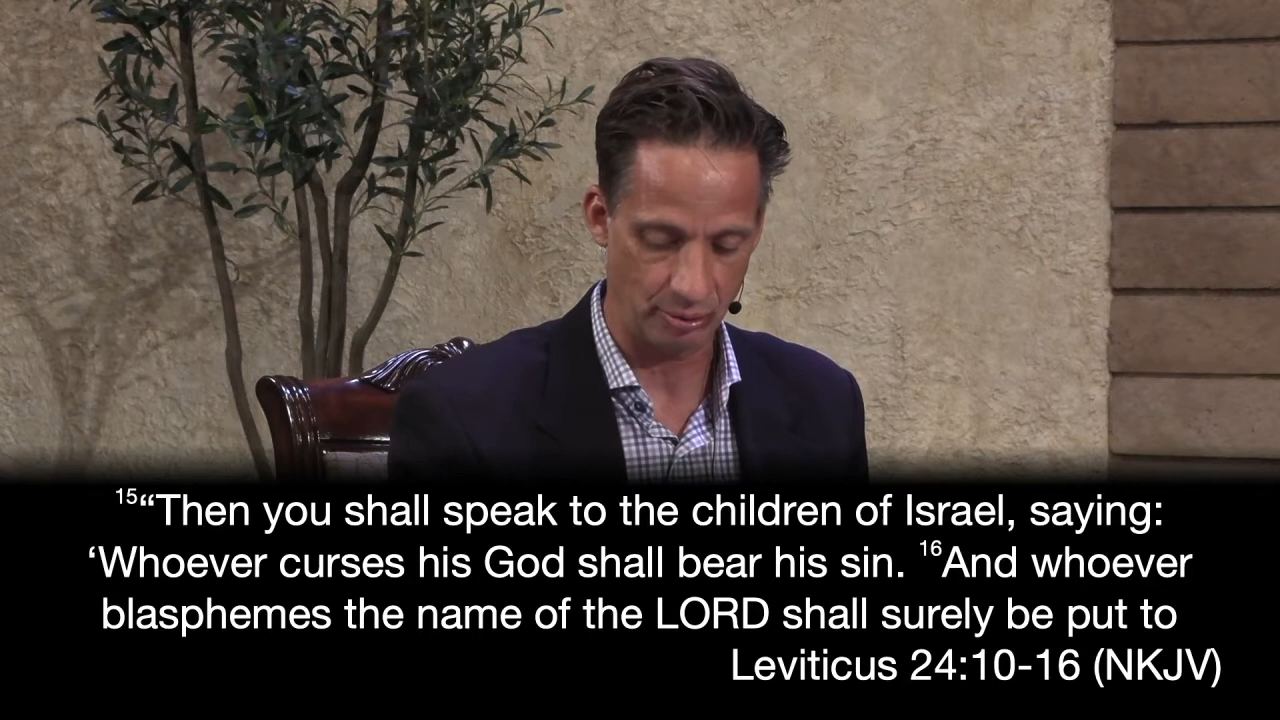 ¹⁵“Then you shall speak to the children of Israel, saying:
‘Whoever curses his God shall bear his sin. ¹⁶And whoever
blasphemes the name of the LORD shall surely be put to
Leviticus 24:10-16 (NKJV)